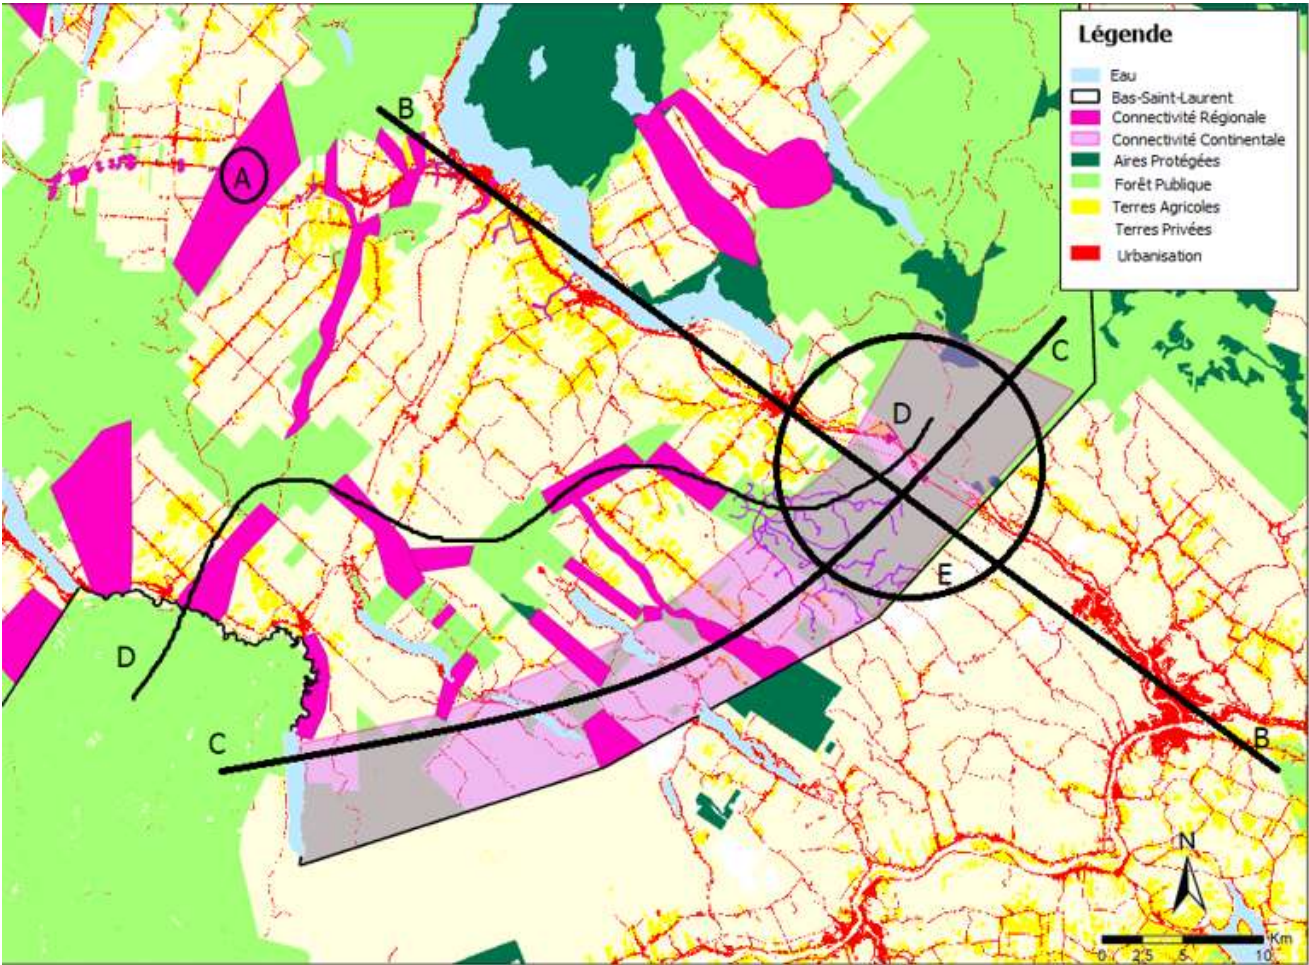 Légende
Eau
Bas-Saint-Laurent
Connectivité Régionale
Connectivité Continentale
Aires Protégées
Forêt Publique
Terres Agricoles
Terres Privées
Urbanisation
B
A
C
D
E
D
C
B
N
Km
0 2,5 5 10